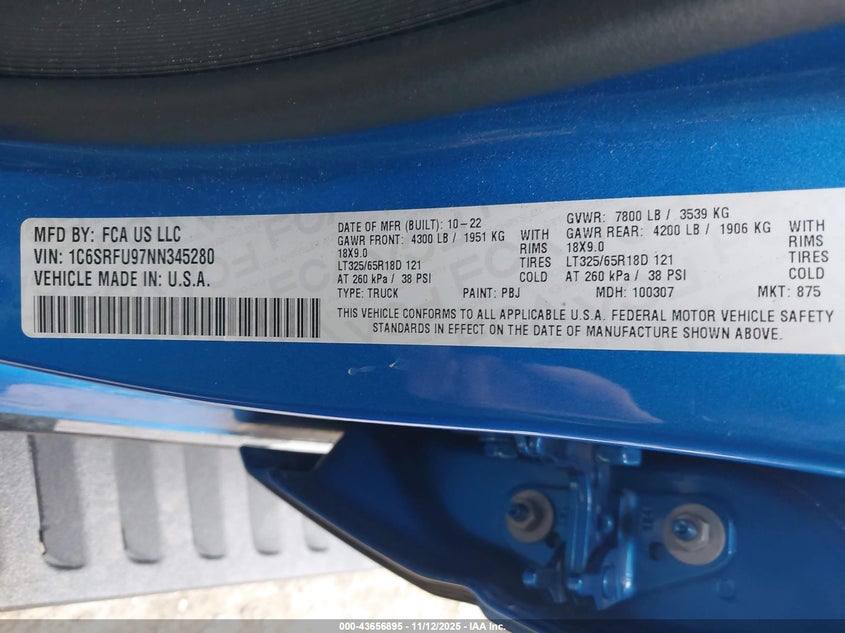 MFD BY: FCA US LLC
VIN: 1C6SRFU97NN345280
VEHICLE MADE IN U.S.A.
DATE OF MFR (BUILT): 10-22 GVWR: 7800 LB / 3539 KG
GAWR FRONT: 4300 LB / 1951 KG WITH GAWR REAR: 4200 LB / 1906 KG WITH
18X9.0 RIMS 18X9.0 RIMS
LT325/65R18D 121 TIRES LT325/65R18D 121 TIRES
AT 260 kPa / 38 PSI COLD AT 260 kPa / 38 PSI COLD
TYPE: TRUCK PAINT: PBJ MDH: 100307 MKT: 875
THIS VEHICLE CONFORMS TO ALL APPLICABLE U.S.A. FEDERAL MOTOR VEHICLE SAFETY
STANDARDS IN EFFECT ON THE DATE OF MANUFACTURE SHOWN ABOVE.
000-43656895 - 11/12/2025 - ©IAA, Inc.